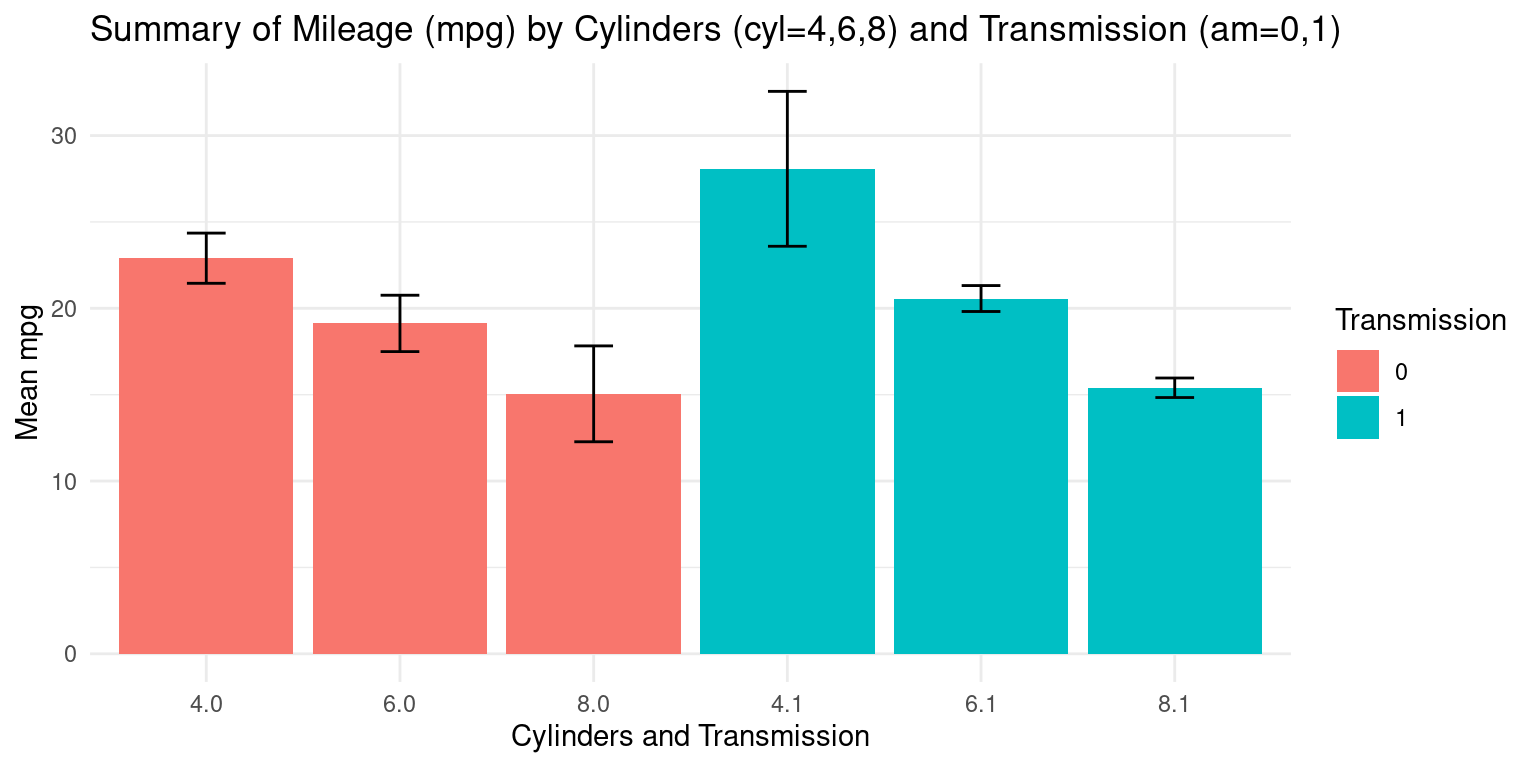 Summary of Mileage (mpg) by Cylinders (cyl=4,6,8) and Transmission (am=0,1)
Mean mpg
30
20
10
0
4.0 6.0 8.0 4.1 6.1 8.1
Cylinders and Transmission
Transmission
0
1